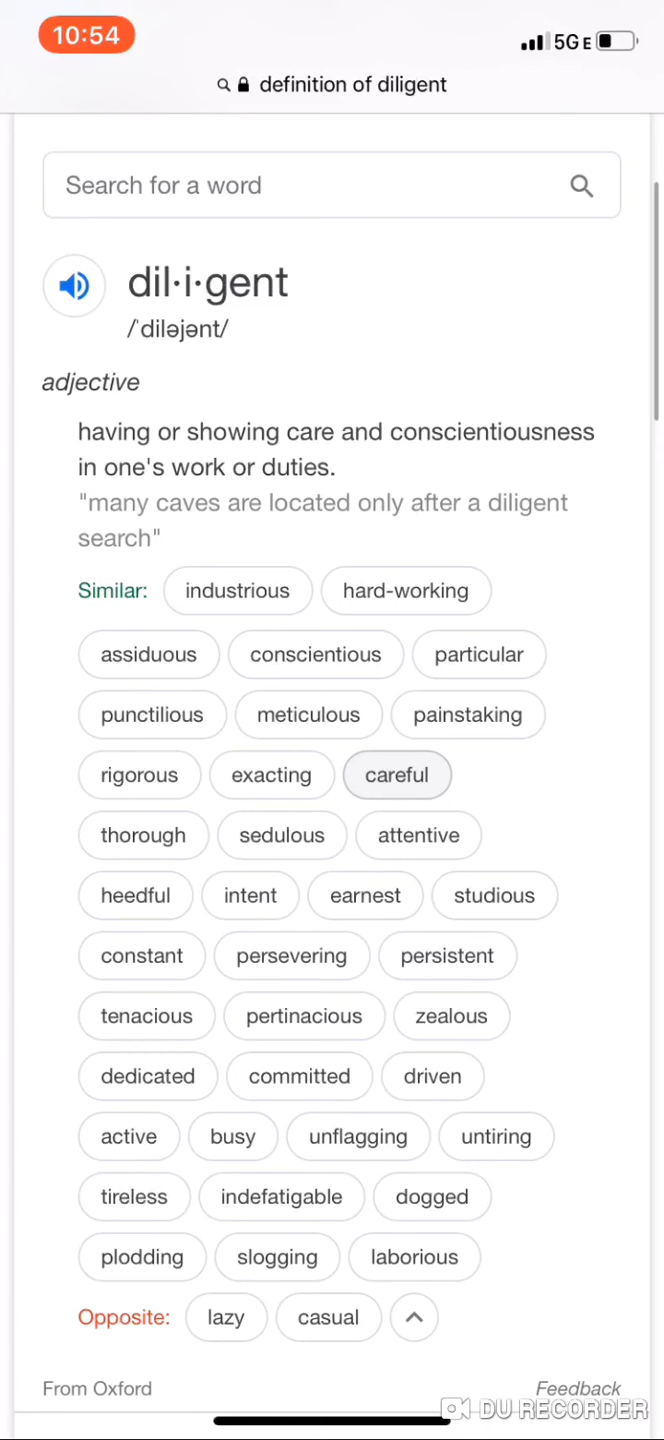 10:54
5GE
definition of diligent
Search for a word
dil·i·gent
/ˈdiləjənt/
adjective
having or showing care and conscientiousness
in one's work or duties.
"many caves are located only after a diligent
search"
Similar: industrious hard-working
assiduous conscientious particular
punctilious meticulous painstaking
rigorous exacting careful
thorough sedulous attentive
heedful intent earnest studious
constant persevering persistent
tenacious pertinacious zealous
dedicated committed driven
active busy unflagging untiring
tireless indefatigable dogged
plodding slogging laborious
Opposite: lazy casual
From Oxford Feedback
DU RECORDER